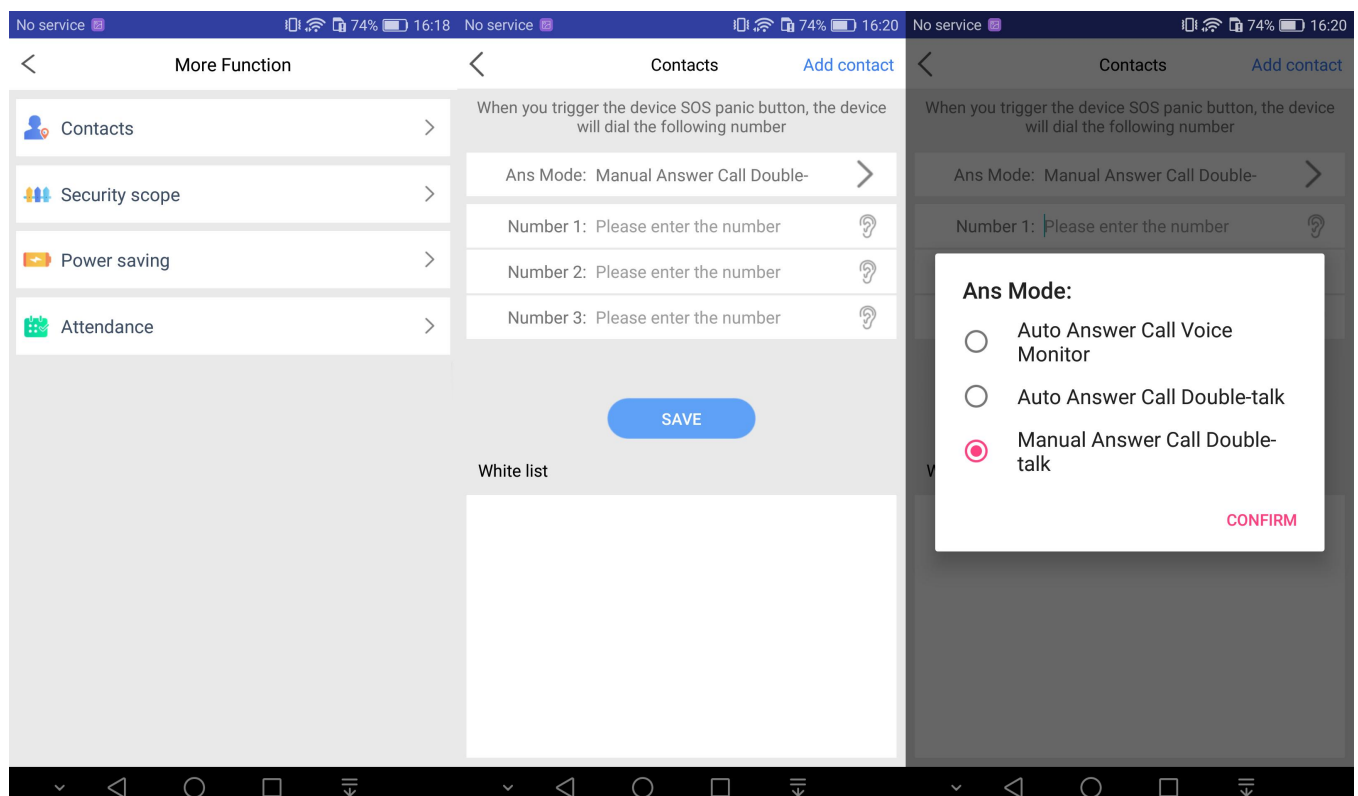 No service 74% 16:18
More Function
Contacts
Security scope
Power saving
Attendance
No service 74% 16:20
Contacts Add contact
When you trigger the device SOS panic button, the device
will dial the following number
Ans Mode: Manual Answer Call Double-
Number 1: Please enter the number
Number 2: Please enter the number
Number 3: Please enter the number
SAVE
White list
No service 74% 16:20
Contacts Add contact
When you trigger the device SOS panic button, the device
will dial the following number
Ans Mode: Manual Answer Call Double-
Number 1: Please enter the number
Ans Mode:
Auto Answer Call Voice
Monitor
Auto Answer Call Double-talk
Manual Answer Call Double-
talk
CONFIRM